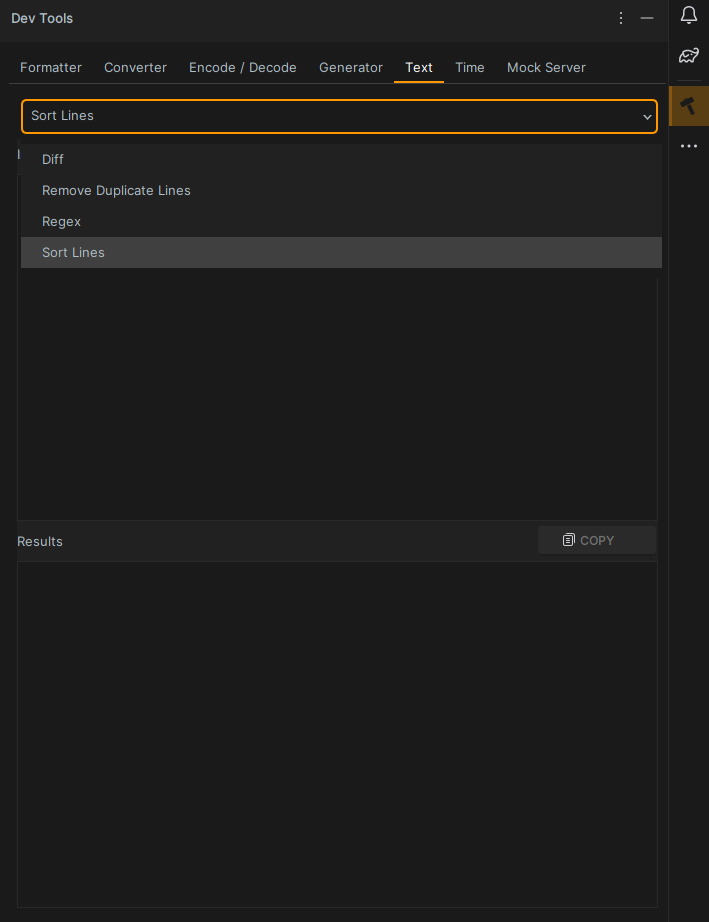 Dev Tools
Formatter Converter Encode / Decode Generator Text Time Mock Server
Sort Lines
Diff
Remove Duplicate Lines
Regex
Sort Lines
Results COPY